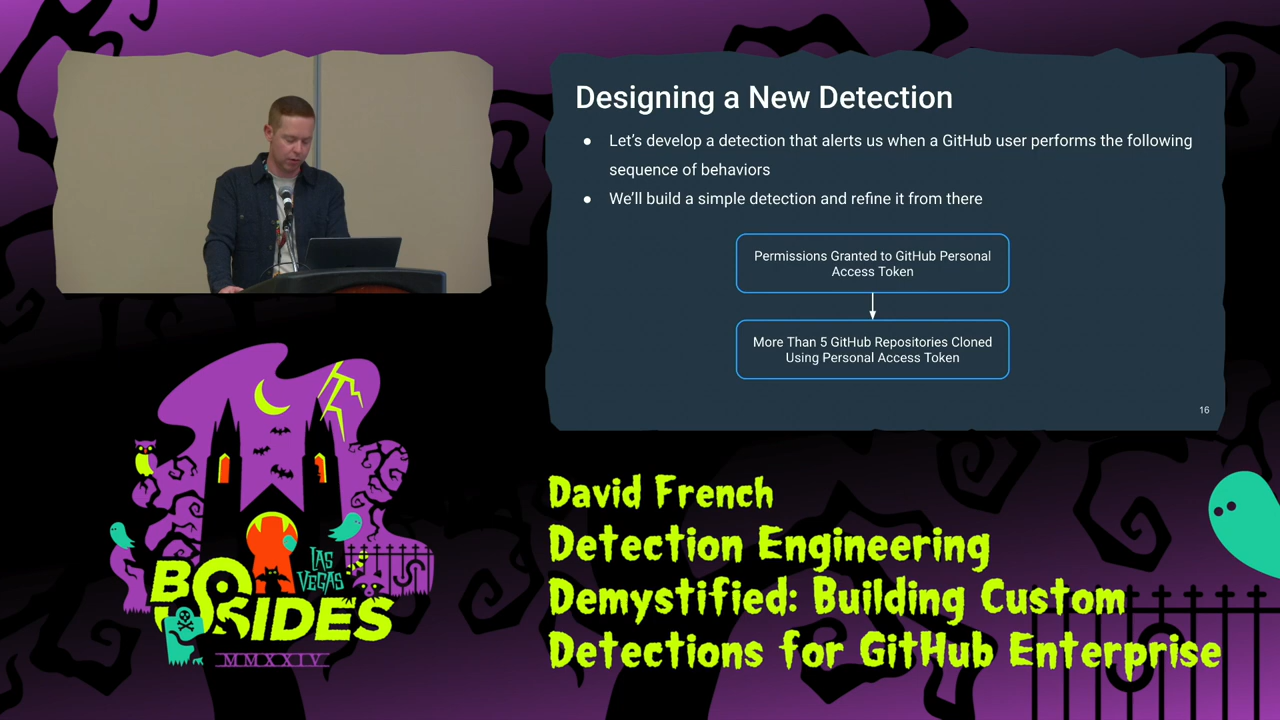 Designing a New Detection
● Let's develop a detection that alerts us when a GitHub user performs the following
sequence of behaviors
● We'll build a simple detection and refine it from there
Permissions Granted to GitHub Personal
Access Token
More Than 5 GitHub Repositories Cloned
Using Personal Access Token
16
David French
Detection Engineering
Demystified: Building Custom
Detections for GitHub Enterprise
LAS
VEGAS
BSIDES
MMXXIV